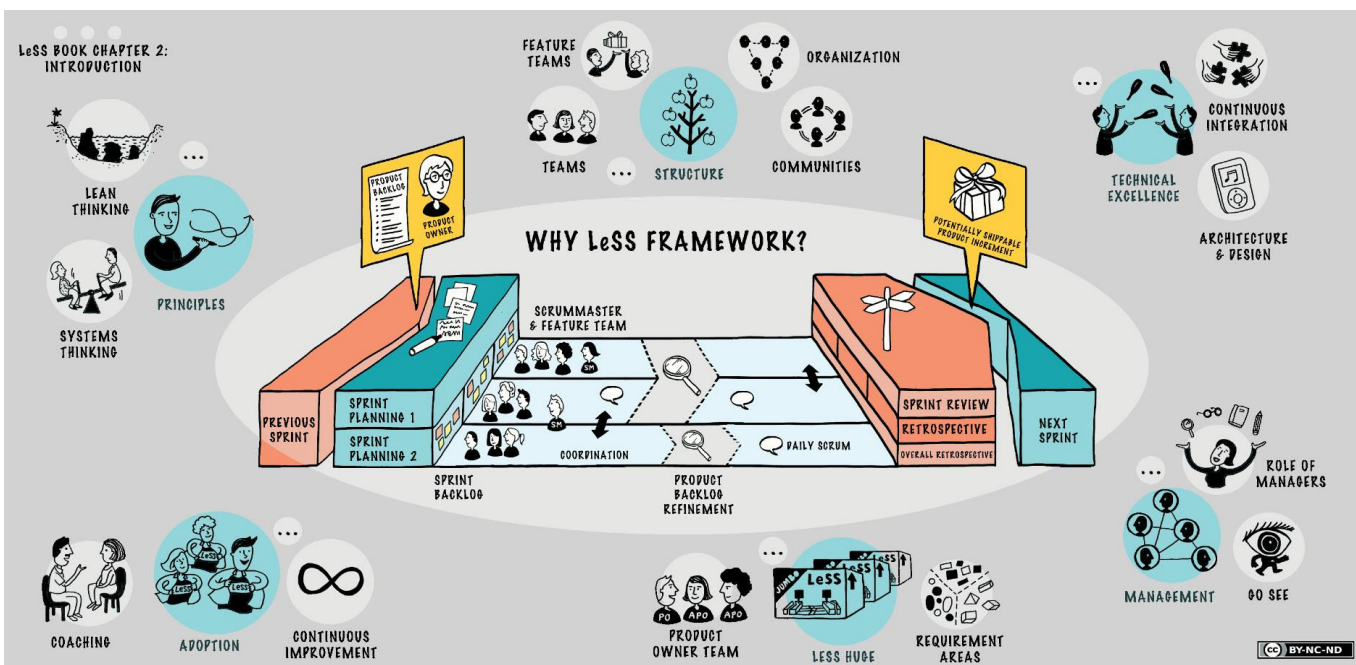 LeSS BOOK CHAPTER 2:
INTRODUCTION
...
LEAN
THINKING
...
SYSTEMS
THINKING
PRINCIPLES
FEATURE
TEAMS
TEAMS
...
STRUCTURE
ORGANIZATION
COMMUNITIES
...
TECHNICAL
EXCELLENCE
CONTINUOUS
INTEGRATION
ARCHITECTURE
& DESIGN
PRODUCT
BACKLOG
PRODUCT
OWNER
WHY LeSS FRAMEWORK?
POTENTIALLY SHIPPABLE
PRODUCT INCREMENT
SCRUMMASTER
& FEATURE TEAM
SM
SM
PREVIOUS
SPRINT
SPRINT
PLANNING 1
SPRINT
PLANNING 2
COORDINATION
DAILY SCRUM
SPRINT
BACKLOG
PRODUCT
BACKLOG
REFINEMENT
SPRINT REVIEW
RETROSPECTIVE
OVERALL RETROSPECTIVE
NEXT
SPRINT
COACHING
LeSS
LeSS
LeSS
ADOPTION
...
CONTINUOUS
IMPROVEMENT
PO
APO
APO
PRODUCT
OWNER TEAM
...
JUMBO
LeSS
LeSS
LESS HUGE
REQUIREMENT
AREAS
...
MANAGEMENT
ROLE OF
MANAGERS
GO SEE
cc BY-NC-ND